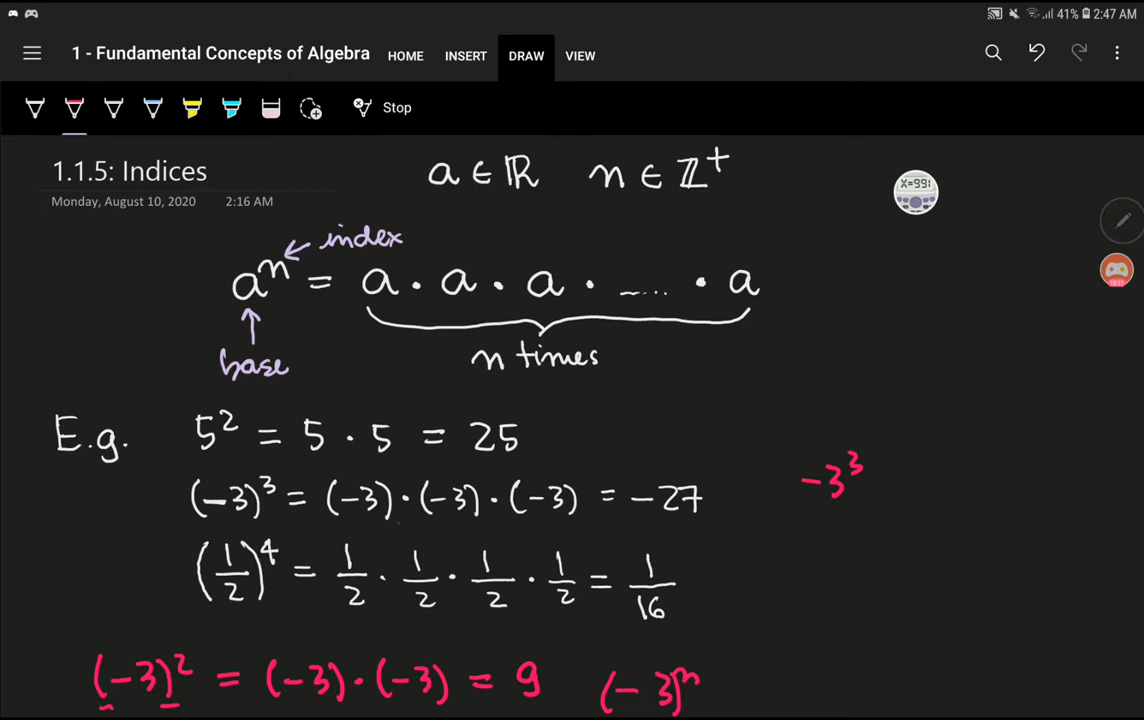 41% 2:47 AM
1 - Fundamental Concepts of Algebra HOME INSERT DRAW VIEW
Stop
1.1.5: Indices a ∈ ℝ n ∈ ℤ⁺
Monday, August 10, 2020 2:16 AM
X=99!
index
aⁿ = a · a · a · ..... · a
base
n times
E.g. 5² = 5 · 5 = 25
-3³
(-3)³ = (-3) · (-3) · (-3) = -27
(1/2)⁴ = 1/2 · 1/2 · 1/2 · 1/2 = 1/16
(-3)² = (-3) · (-3) = 9 (-3)ⁿ